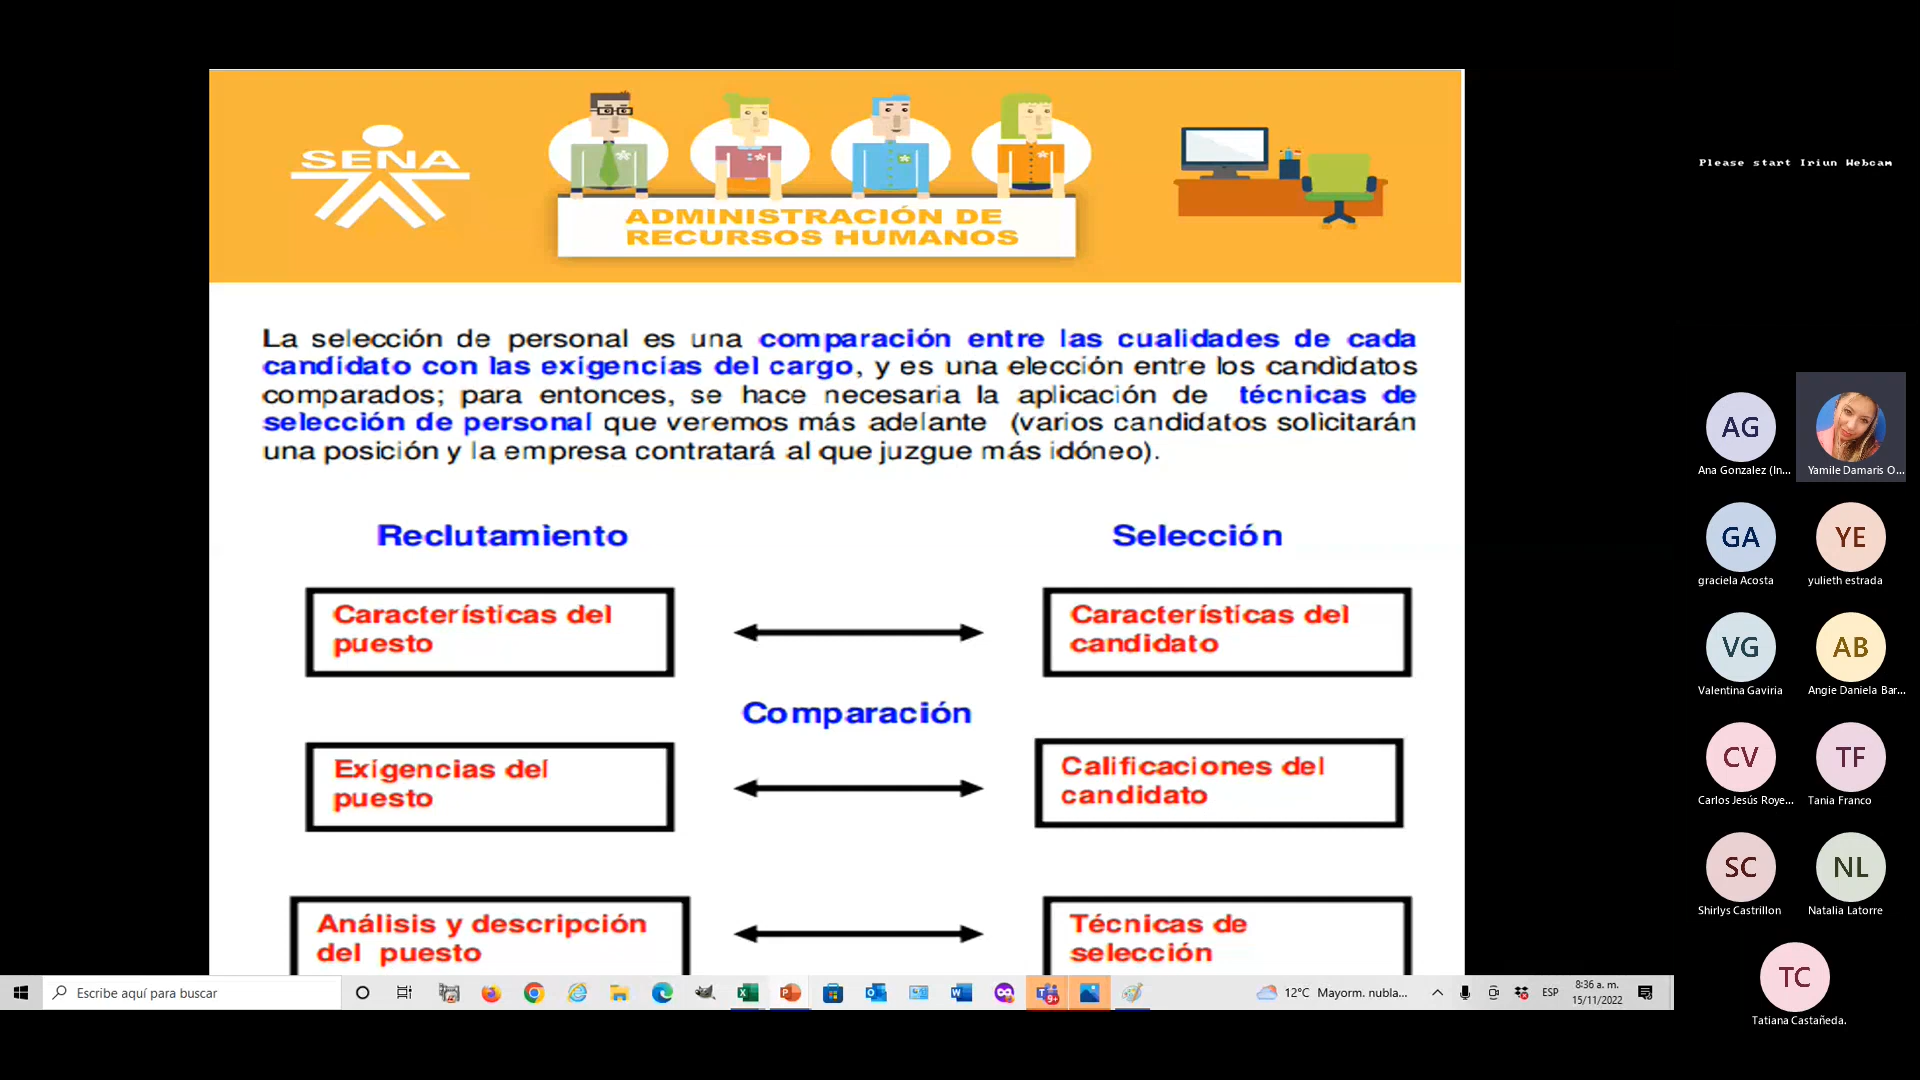 SENA
ADMINISTRACIÓN DE
RECURSOS HUMANOS
La selección de personal es una comparación entre las cualidades de cada
candidato con las exigencias del cargo, y es una elección entre los candidatos
comparados; para entonces, se hace necesaria la aplicación de técnicas de
selección de personal que veremos más adelante (varios candidatos solicitarán
una posición y la empresa contratará al que juzgue más idóneo).
Reclutamiento
Selección
Características del
puesto
Características del
candidato
Comparación
Exigencias del
puesto
Calificaciones del
candidato
Análisis y descripción
del puesto
Técnicas de
selección
Escribe aquí para buscar
9+
12°C Mayorm. nubla...
ESP
8:36 a. m.
15/11/2022
Please start Iriun Webcam
AG
Ana Gonzalez (In...
Yamile Damaris O...
GA
graciela Acosta
YE
yulieth estrada
VG
Valentina Gaviria
AB
Angie Daniela Bar...
CV
Carlos Jesús Roye...
TF
Tania Franco
SC
Shirlys Castrillon
NL
Natalia Latorre
TC
Tatiana Castañeda.